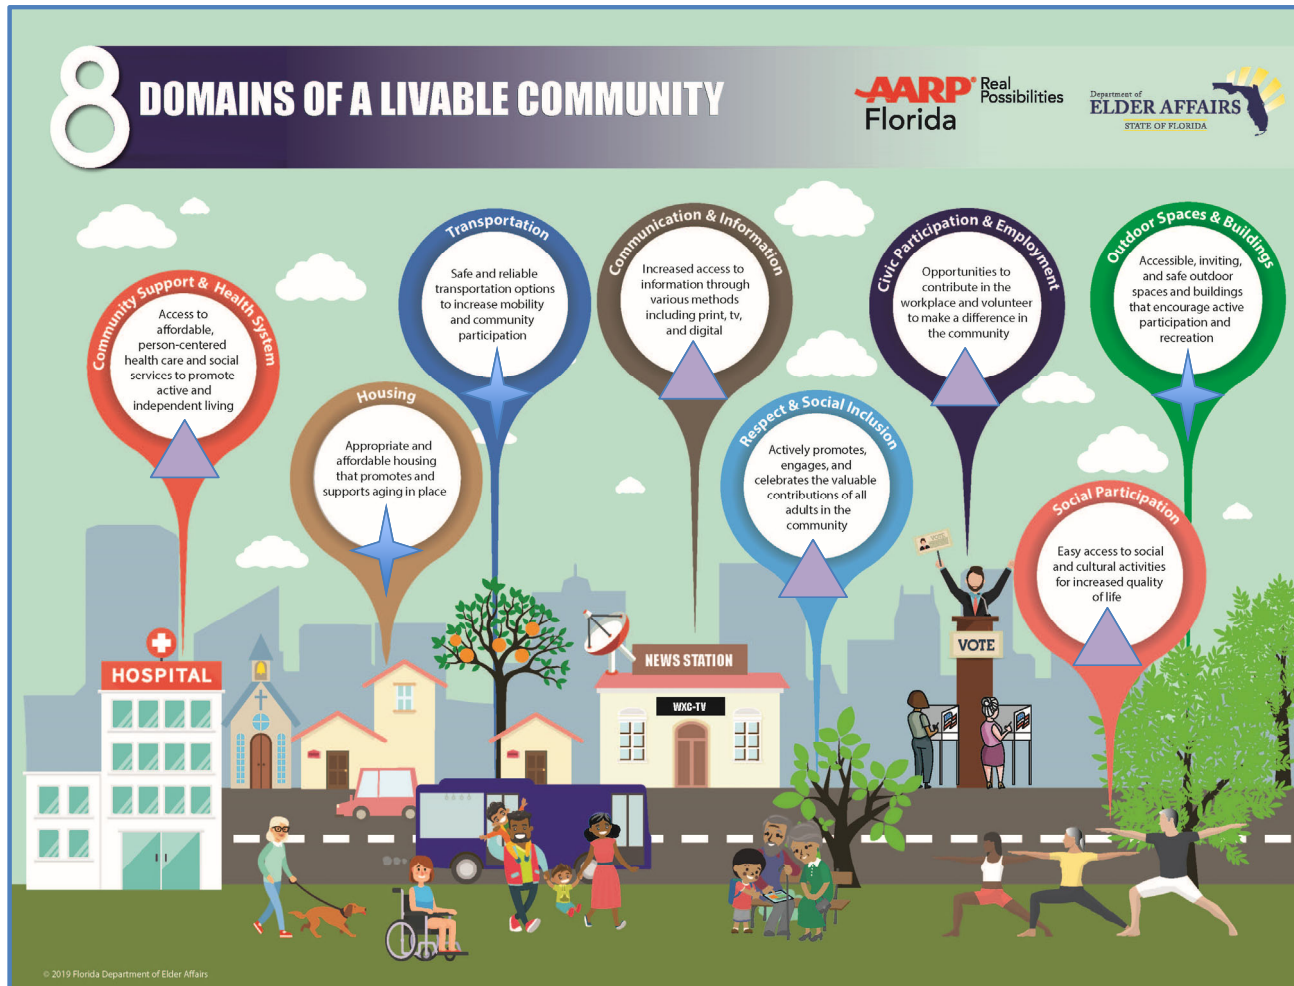 8 DOMAINS OF A LIVABLE COMMUNITY
AARP® Real
Possibilities
Florida
Department of
ELDER AFFAIRS
STATE OF FLORIDA
Community Support & Health System
Access to
affordable,
person-centered
health care and social
services to promote
active and
independent living
Housing
Appropriate and
affordable housing
that promotes and
supports aging in place
Transportation
Safe and reliable
transportation options
to increase mobility
and community
participation
Communication & Information
Increased access to
information through
various methods
including print, tv,
and digital
Respect & Social Inclusion
Actively promotes,
engages, and
celebrates the valuable
contributions of all
adults in the
community
Civic Participation & Employment
Opportunities to
contribute in the
workplace and volunteer
to make a difference in
the community
Outdoor Spaces & Buildings
Accessible, inviting,
and safe outdoor
spaces and buildings
that encourage active
participation and
recreation
Social Participation
Easy access to social
and cultural activities
for increased quality
of life
HOSPITAL
NEWS STATION
WXC-TV
VOTE
VOTE
© 2019 Florida Department of Elder Affairs